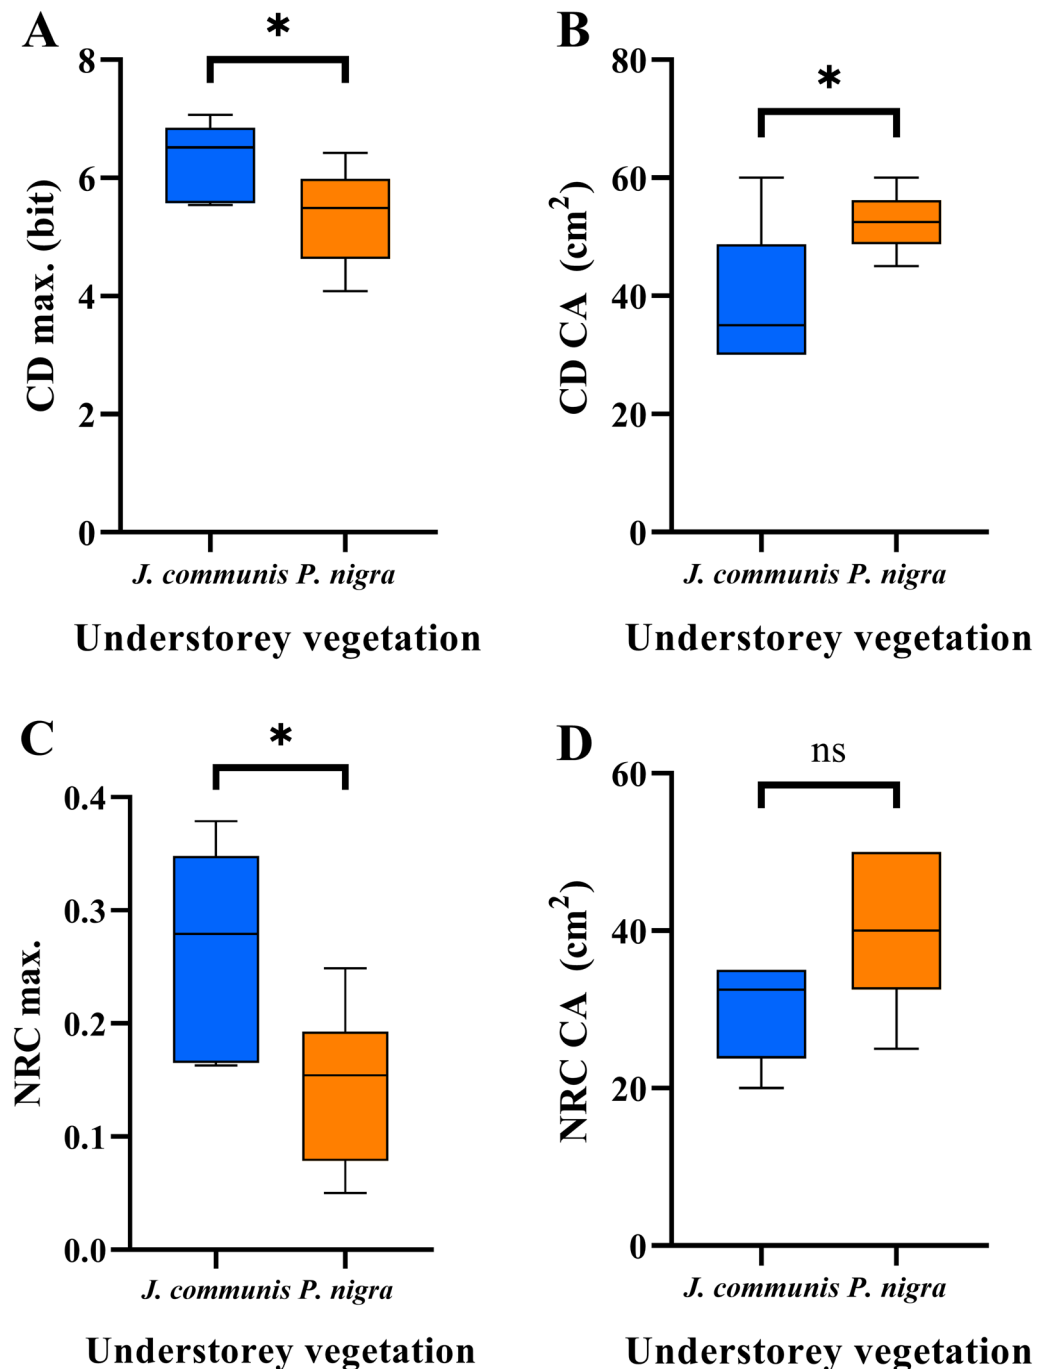 A
*
8
6
4
2
0
CD max. (bit)
J. communis P. nigra
Understorey vegetation
B
*
80
60
40
20
0
CD CA (cm²)
J. communis P. nigra
Understorey vegetation
C
*
0.4
0.3
0.2
0.1
0.0
NRC max.
J. communis P. nigra
Understorey vegetation
D
ns
60
40
20
0
NRC CA (cm²)
J. communis P. nigra
Understorey vegetation